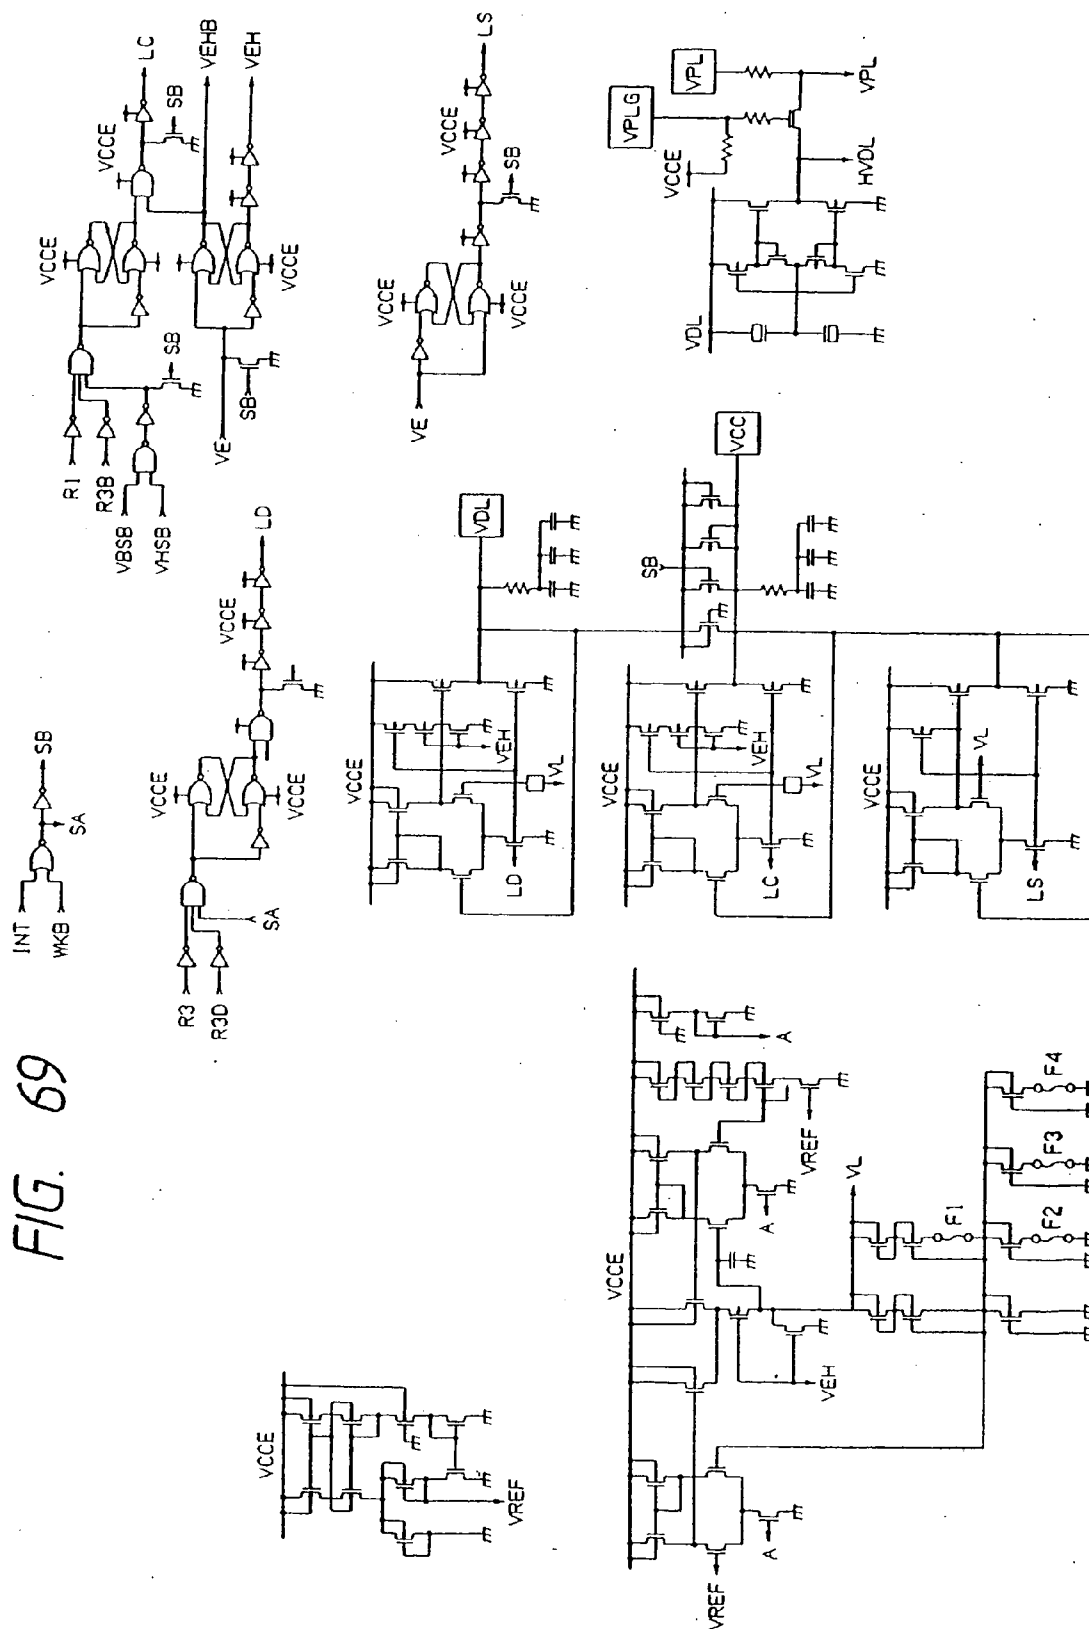 FIG. 69
INT
WKB
SA
SB
R3
R3D
SA
VCCE
VCCE
VCCE
LD
R1
R3B
VBSB
VHSB
SB
VCCE
VCCE
SB
LC
VE
SB
VCCE
VEHB
VEH
VE
VCCE
VCCE
SB
VCCE
LS
VCCE
VREF
VCCE
LD
VEH
VL
VDL
VCCE
LC
VEH
VL
SB
VCC
VCCE
LS
VL
VDL
HVDL
VCCE
VPLG
VPL
VPL
VCCE
VREF
A
VEH
A
VREF
A
VL
F1
F2
F3
F4